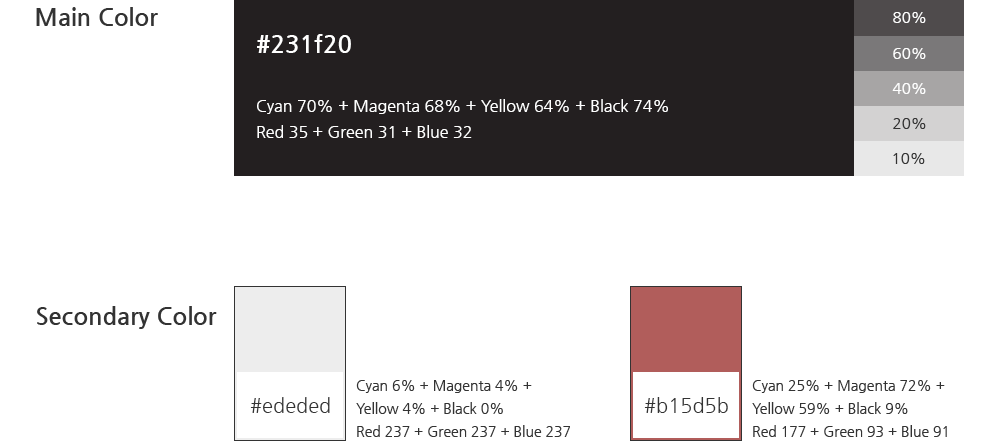 Main Color
#231f20
Cyan 70% + Magenta 68% + Yellow 64% + Black 74%
Red 35 + Green 31 + Blue 32
80%
60%
40%
20%
10%
Secondary Color
#ededed
Cyan 6% + Magenta 4% +
Yellow 4% + Black 0%
Red 237 + Green 237 + Blue 237
#b15d5b
Cyan 25% + Magenta 72% +
Yellow 59% + Black 9%
Red 177 + Green 93 + Blue 91